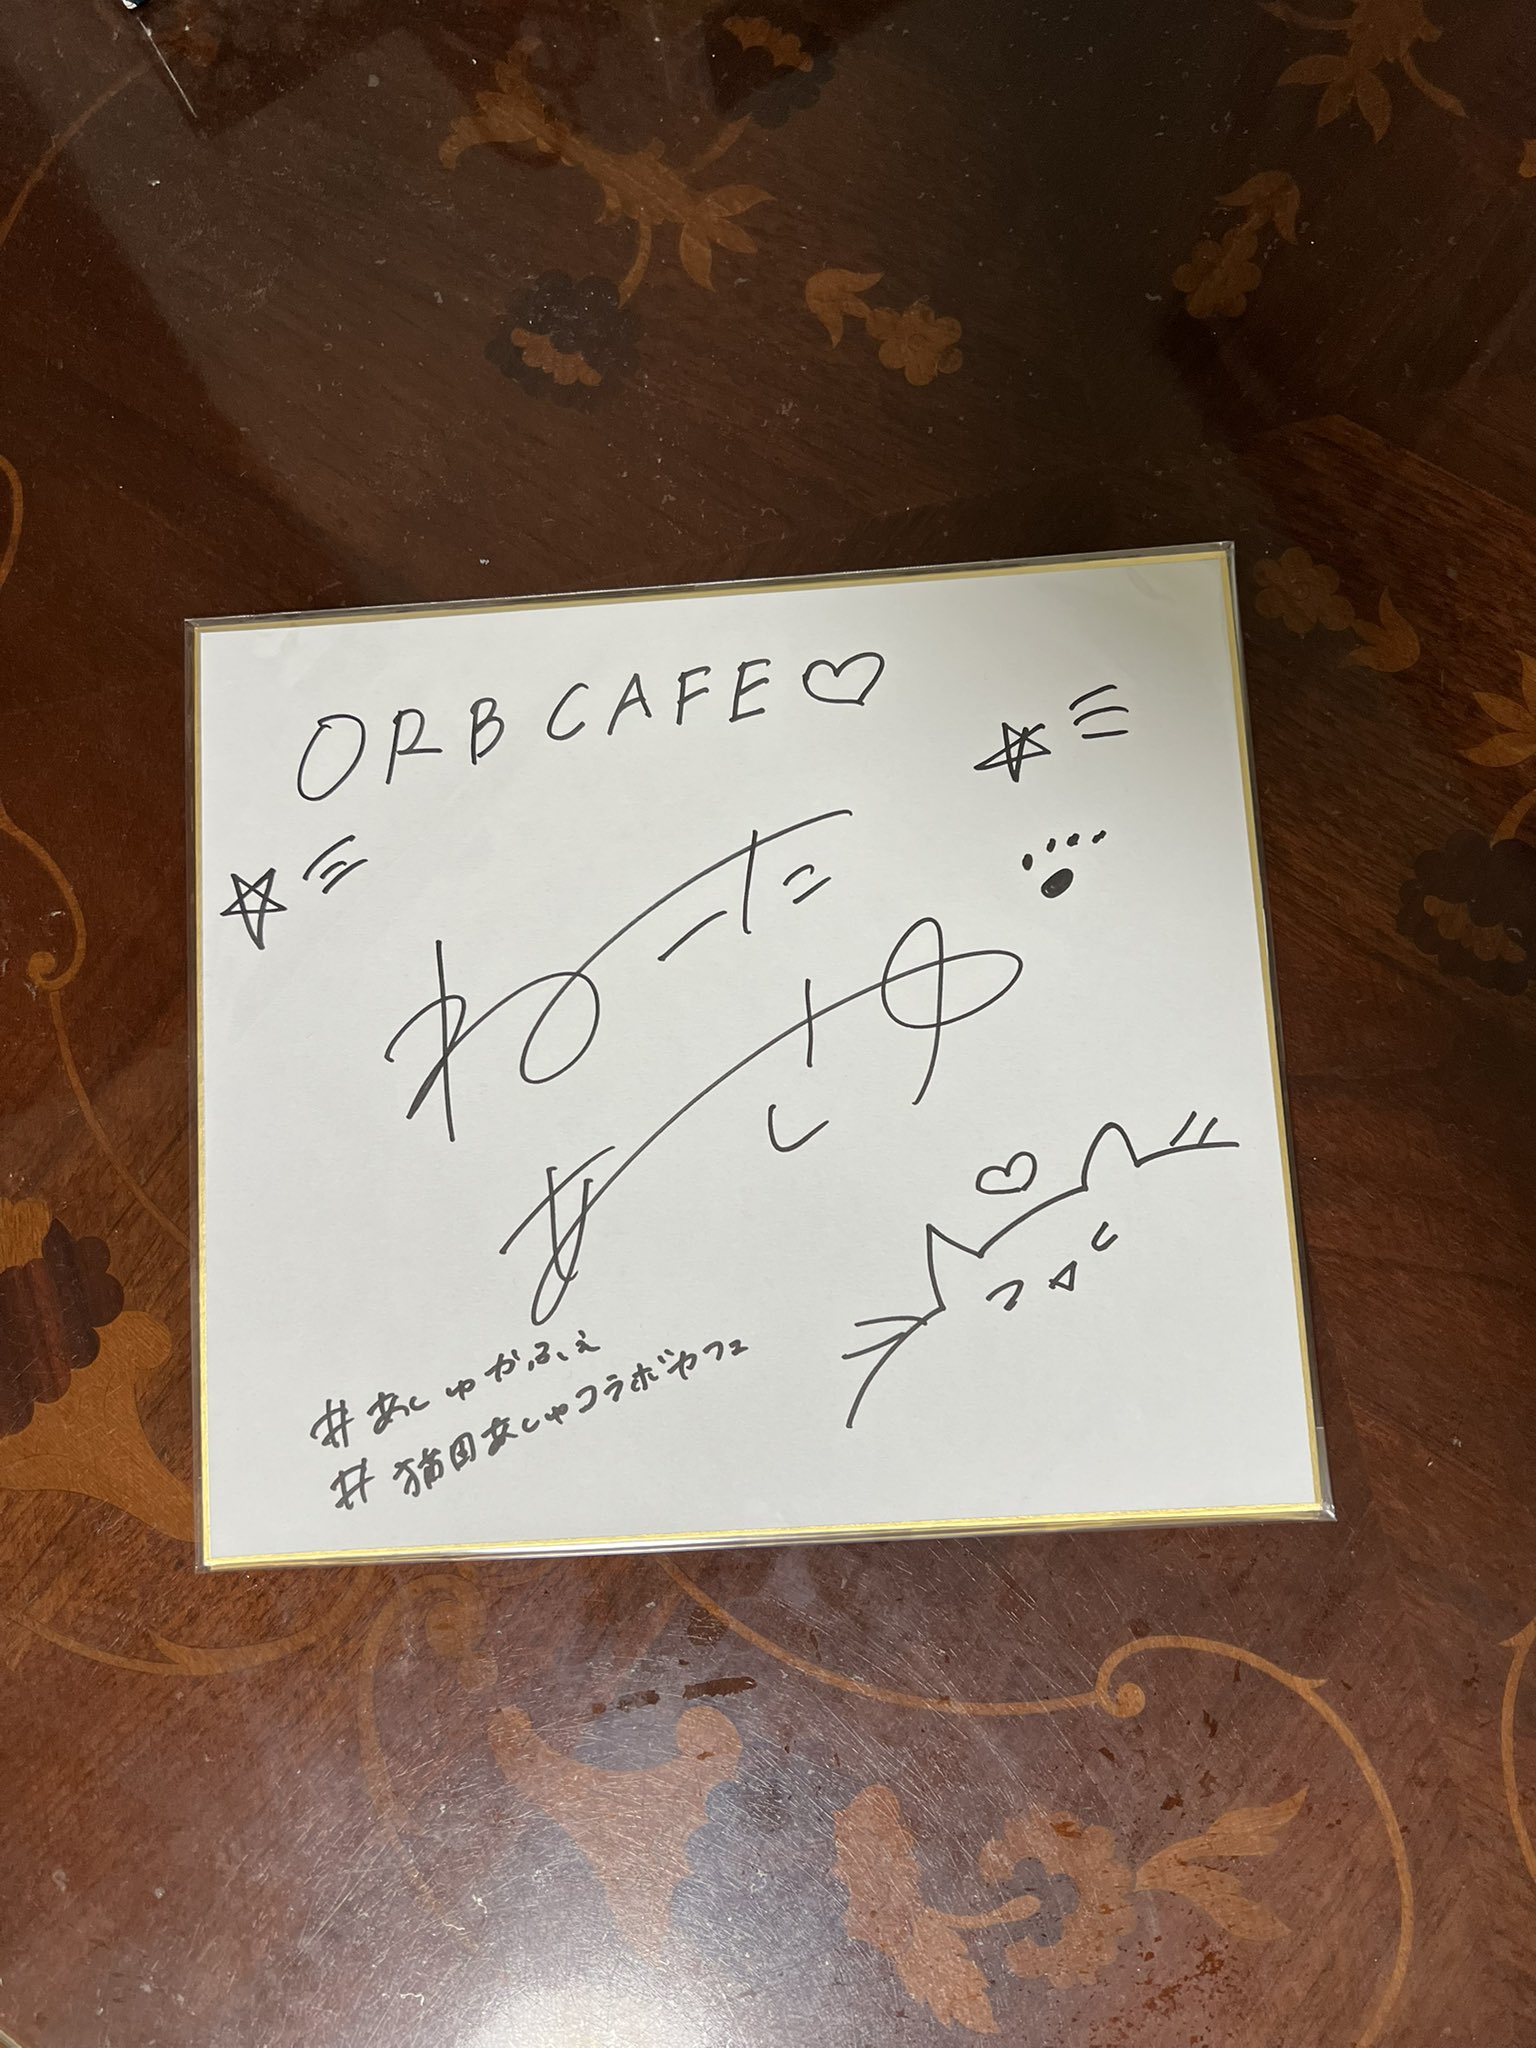 ORB CAFE♡
ねこた
あしゅ
#あしゅかふぇ
#猫田あしゅコラボカフェ